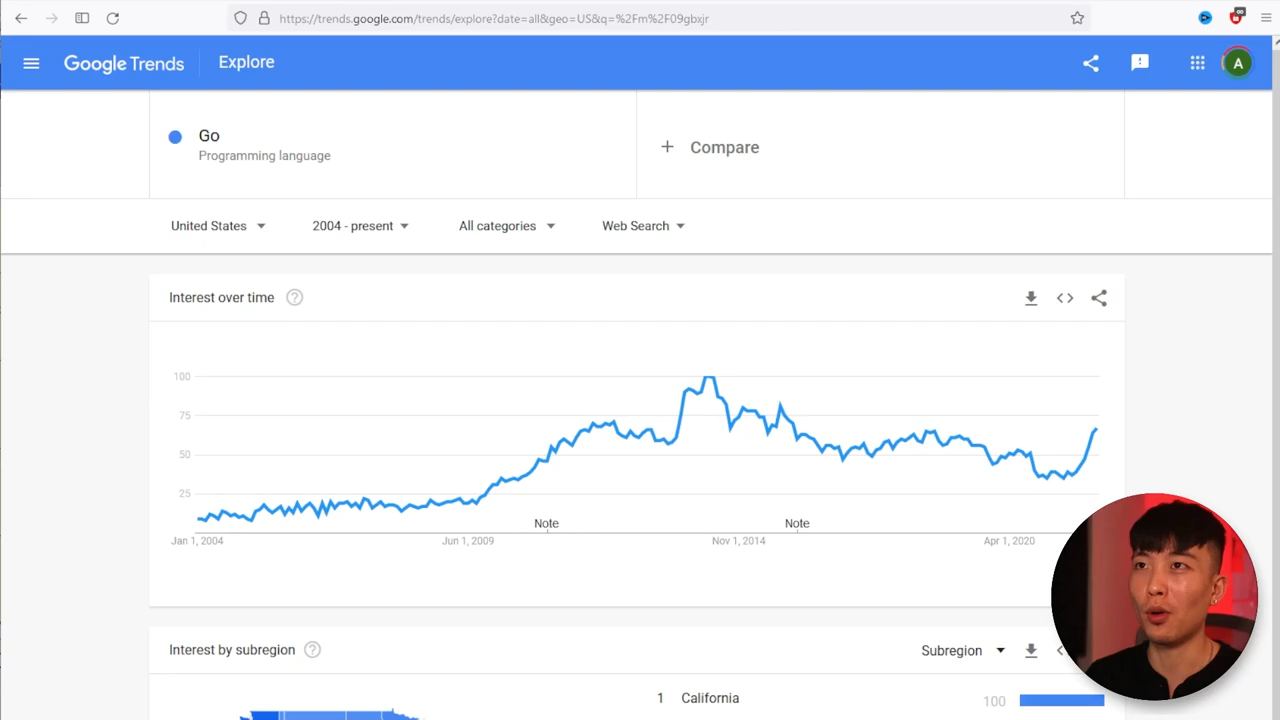 https://trends.google.com/trends/explore?date=all&geo=US&q=%2Fm%2F09gbxjr
Google Trends
Explore
A
Go
Programming language
+ Compare
United States
2004 - present
All categories
Web Search
Interest over time
100
75
50
25
Note
Note
Jan 1, 2004
Jun 1, 2009
Nov 1, 2014
Apr 1, 2020
Interest by subregion
Subregion
1 California
100